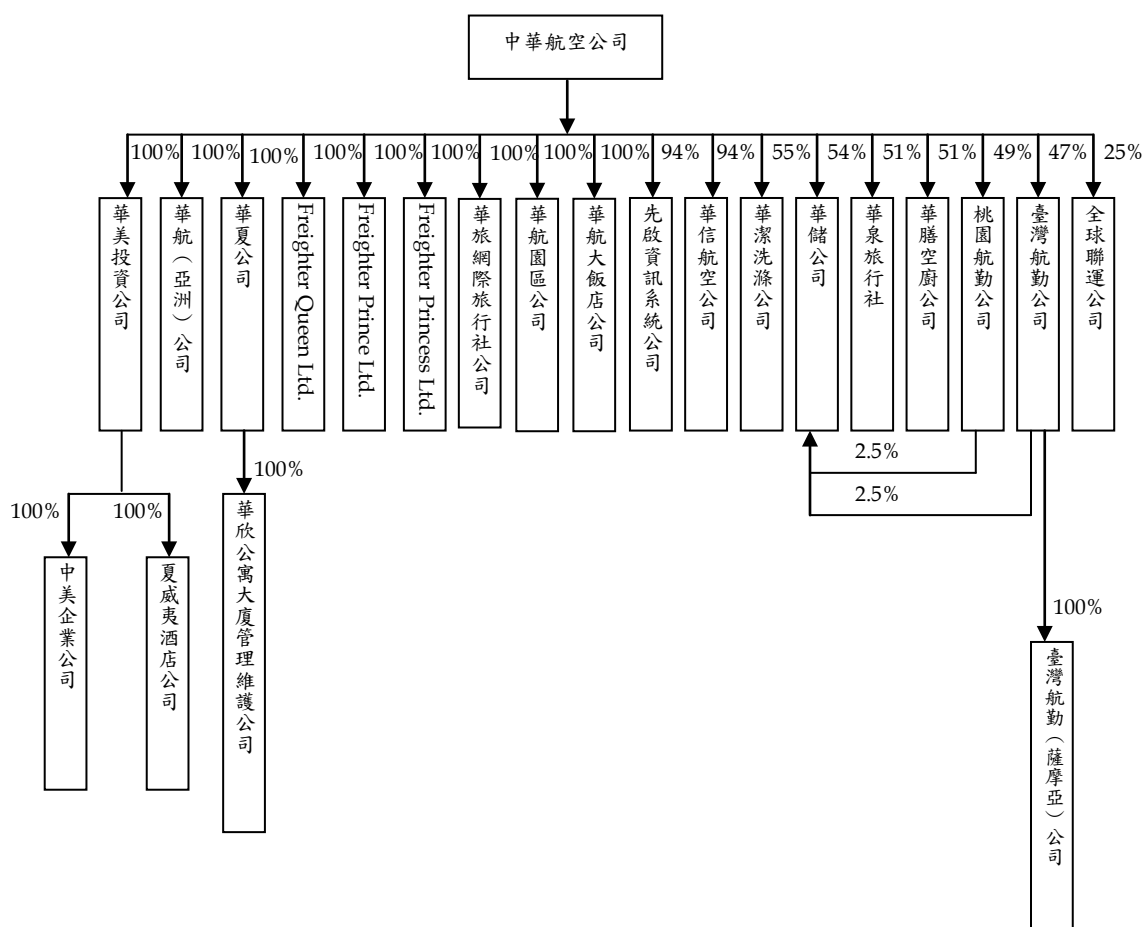 中華航空公司
100%
100%
100%
100%
100%
100%
100%
100%
100%
94%
94%
55%
54%
51%
51%
49%
47%
25%
華美投資公司
華航（亞洲）公司
華夏公司
Freighter Queen Ltd.
Freighter Prince Ltd.
Freighter Princess Ltd.
華旅網際旅行社公司
華航園區公司
華航大飯店公司
先啟資訊系統公司
華信航空公司
華潔洗滌公司
華儲公司
華泉旅行社
華膳空廚公司
桃園航勤公司
臺灣航勤公司
全球聯運公司
2.5%
2.5%
100%
100%
100%
100%
中美企業公司
夏威夷酒店公司
華欣公寓大廈管理維護公司
臺灣航勤（薩摩亞）公司